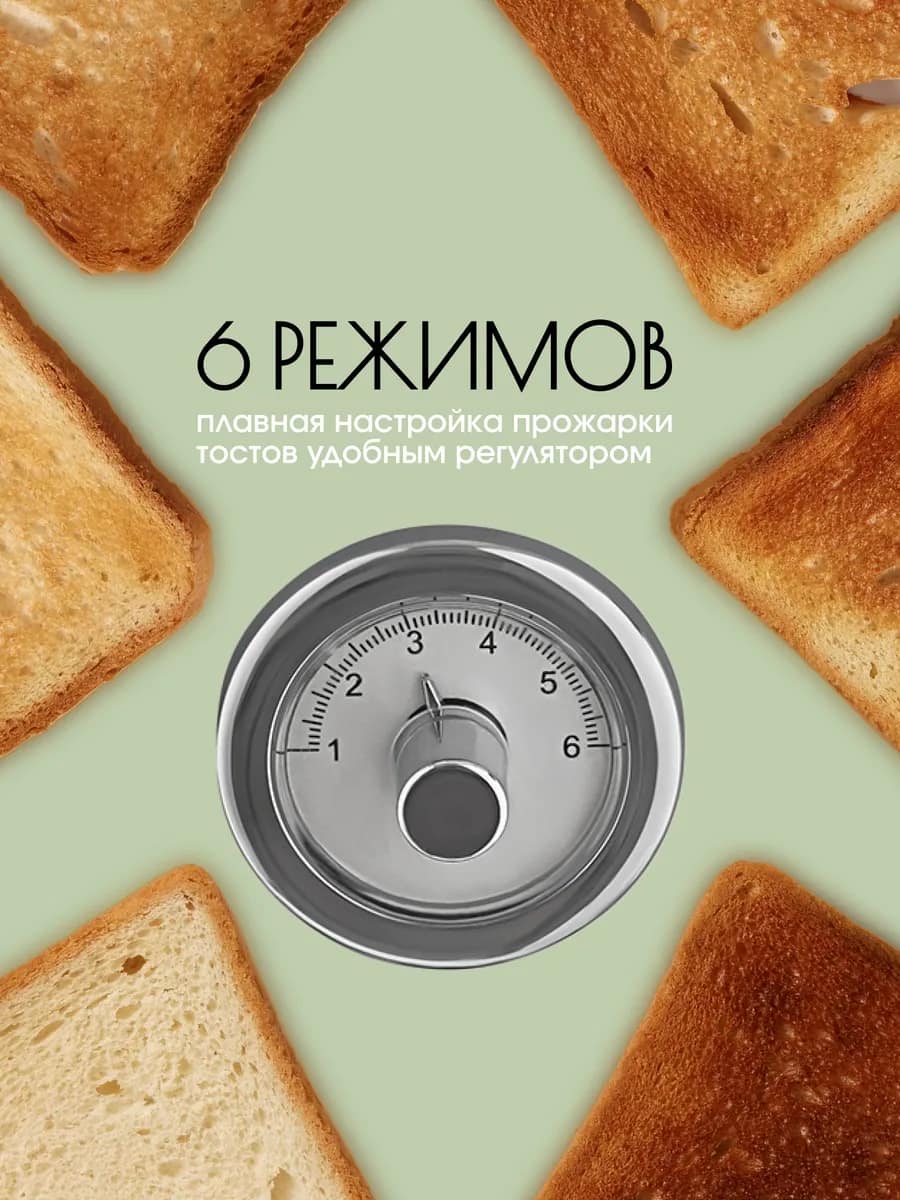 6 РЕЖИМОВ
плавная настройка прожарки
тостов удобным регулятором
3 4
2 5
1 6